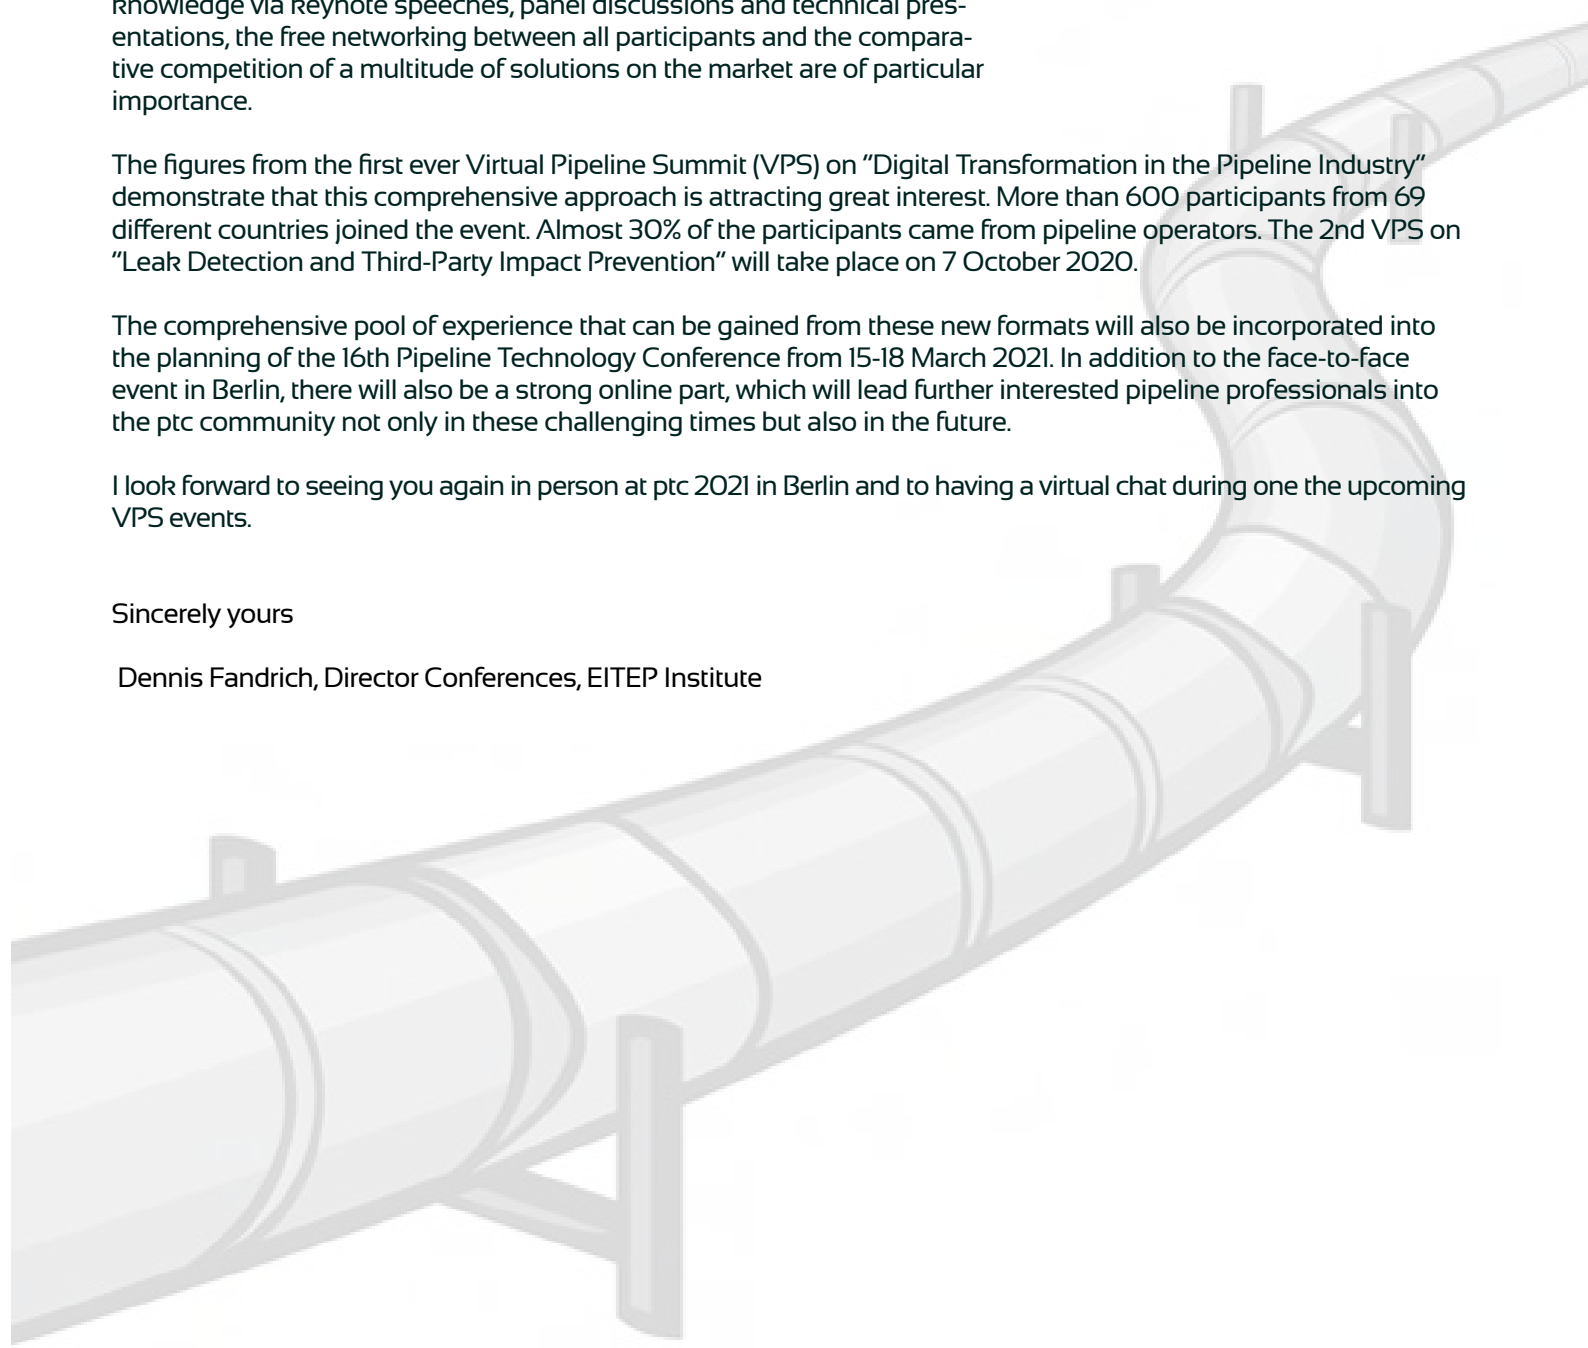 knowledge via keynote speeches, panel discussions and technical pres-
entations, the free networking between all participants and the compara-
tive competition of a multitude of solutions on the market are of particular
importance.
The figures from the first ever Virtual Pipeline Summit (VPS) on "Digital Transformation in the Pipeline Industry"
demonstrate that this comprehensive approach is attracting great interest. More than 600 participants from 69
different countries joined the event. Almost 30% of the participants came from pipeline operators. The 2nd VPS on
"Leak Detection and Third-Party Impact Prevention" will take place on 7 October 2020.
The comprehensive pool of experience that can be gained from these new formats will also be incorporated into
the planning of the 16th Pipeline Technology Conference from 15-18 March 2021. In addition to the face-to-face
event in Berlin, there will also be a strong online part, which will lead further interested pipeline professionals into
the ptc community not only in these challenging times but also in the future.
I look forward to seeing you again in person at ptc 2021 in Berlin and to having a virtual chat during one the upcoming
VPS events.
Sincerely yours
Dennis Fandrich, Director Conferences, EITEP Institute